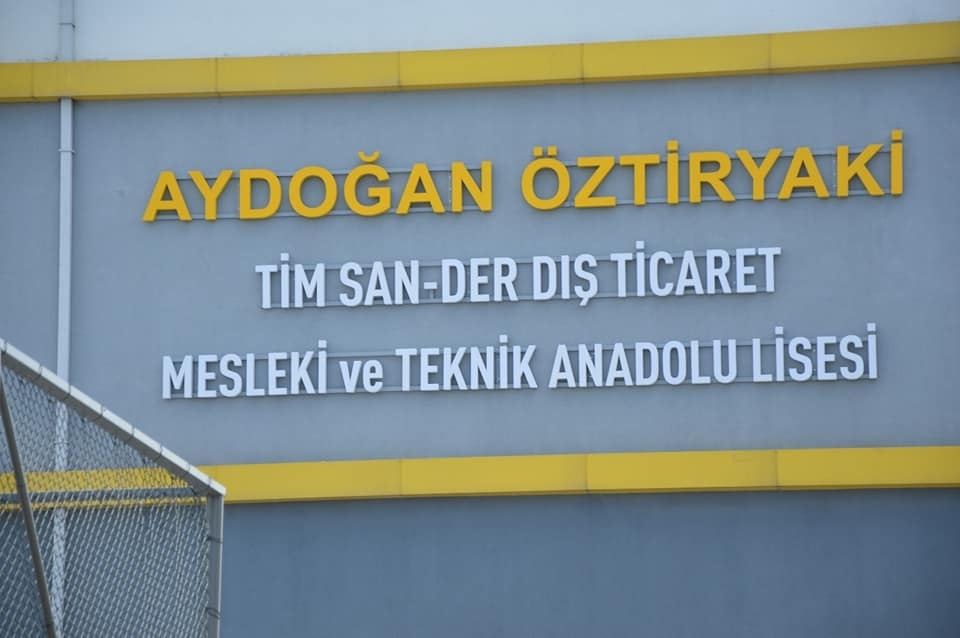 AYDOĞAN ÖZTİRYAKİ
TİM SAN-DER DIŞ TİCARET
MESLEKİ ve TEKNİK ANADOLU LİSESİ